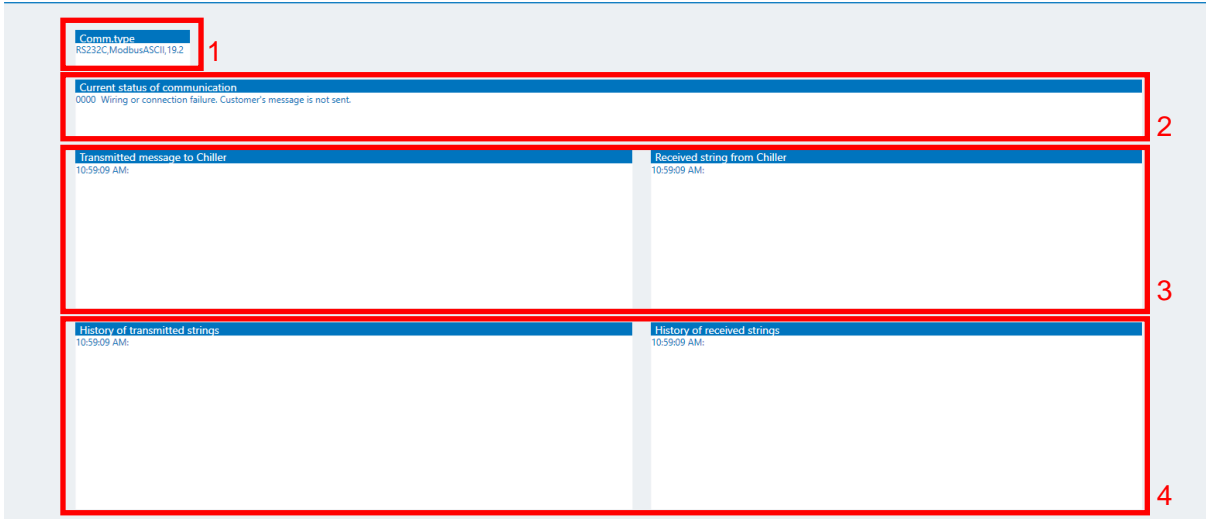 Comm.type
RS232C,ModbusASCII,19.2
1
Current status of communication
0000 Wiring or connection failure. Customer's message is not sent.
2
Transmitted message to Chiller
10:59:09 AM:
Received string from Chiller
10:59:09 AM:
3
History of transmitted strings
10:59:09 AM:
History of received strings
10:59:09 AM:
4